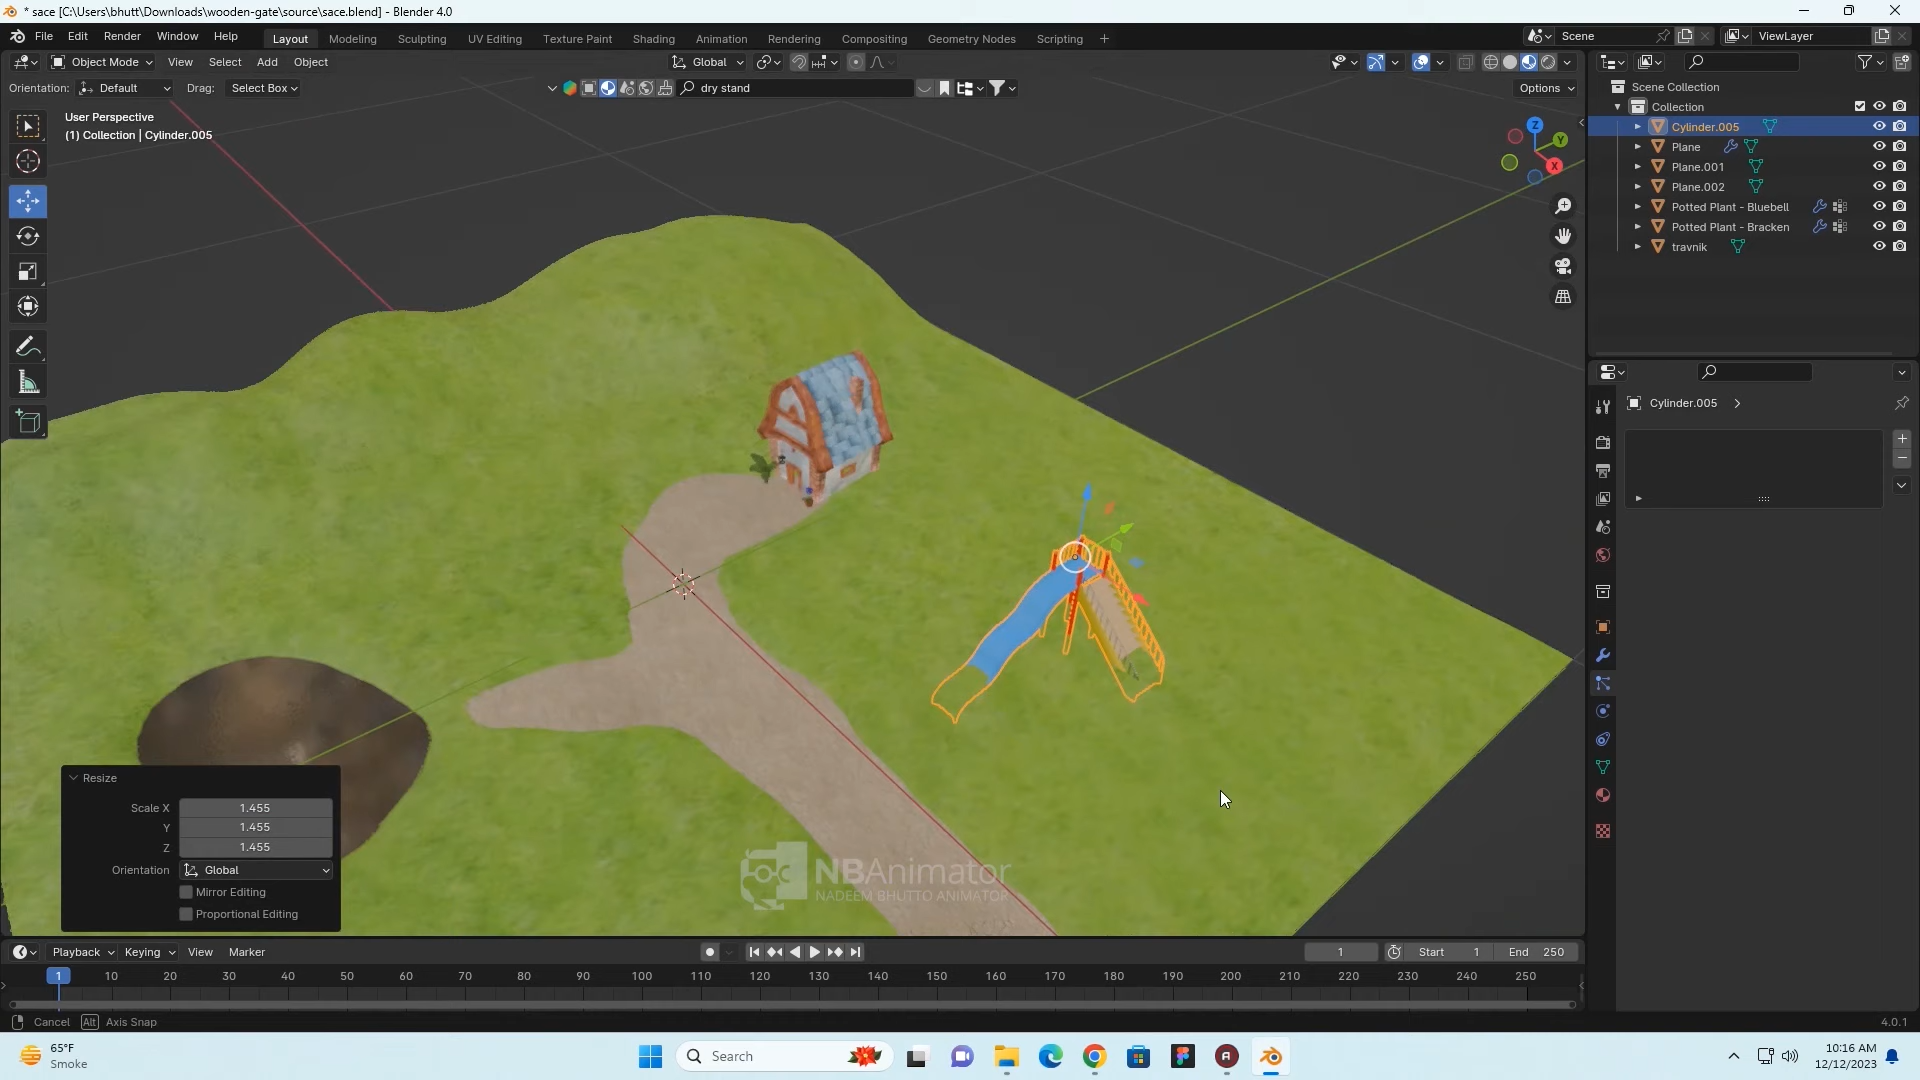 * sace [C:\Users\bhutt\Downloads\wooden-gate\source\sace.blend] - Blender 4.0
File Edit Render Window Help Layout Modeling Sculpting UV Editing Texture Paint Shading Animation Rendering Compositing Geometry Nodes Scripting + Scene ViewLayer
Object Mode View Select Add Object Global
Orientation: Default Drag: Select Box dry stand Options
User Perspective
(1) Collection | Cylinder.005
Z
Y
X
Scene Collection
Collection
Cylinder.005
Plane
Plane.001
Plane.002
Potted Plant - Bluebell
Potted Plant - Bracken
travnik
Cylinder.005
Resize
Scale X 1.455
Y 1.455
Z 1.455
Orientation Global
Mirror Editing
Proportional Editing
NBAnimator
NADEEM BHUTTO ANIMATOR
Playback Keying View Marker 1 Start 1 End 250
1 10 20 30 40 50 60 70 80 90 100 110 120 130 140 150 160 170 180 190 200 210 220 230 240 250
Cancel Alt Axis Snap 4.0.1
65°F
Smoke
Search
10:16 AM
12/12/2023